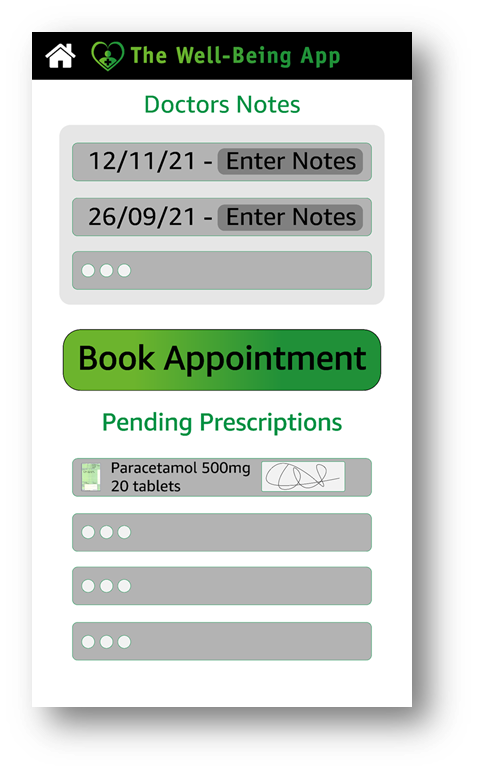 The Well-Being App
Doctors Notes
12/11/21 - Enter Notes
26/09/21 - Enter Notes
Book Appointment
Pending Prescriptions
Paracetamol 500mg
20 tablets